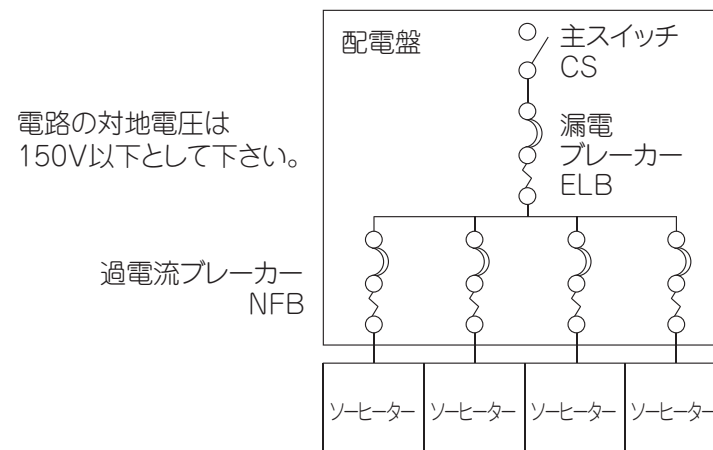 配電盤
主スイッチ
CS
電路の対地電圧は
150V以下として下さい。
漏電
ブレーカー
ELB
過電流ブレーカー
NFB
ソーヒーター
ソーヒーター
ソーヒーター
ソーヒーター